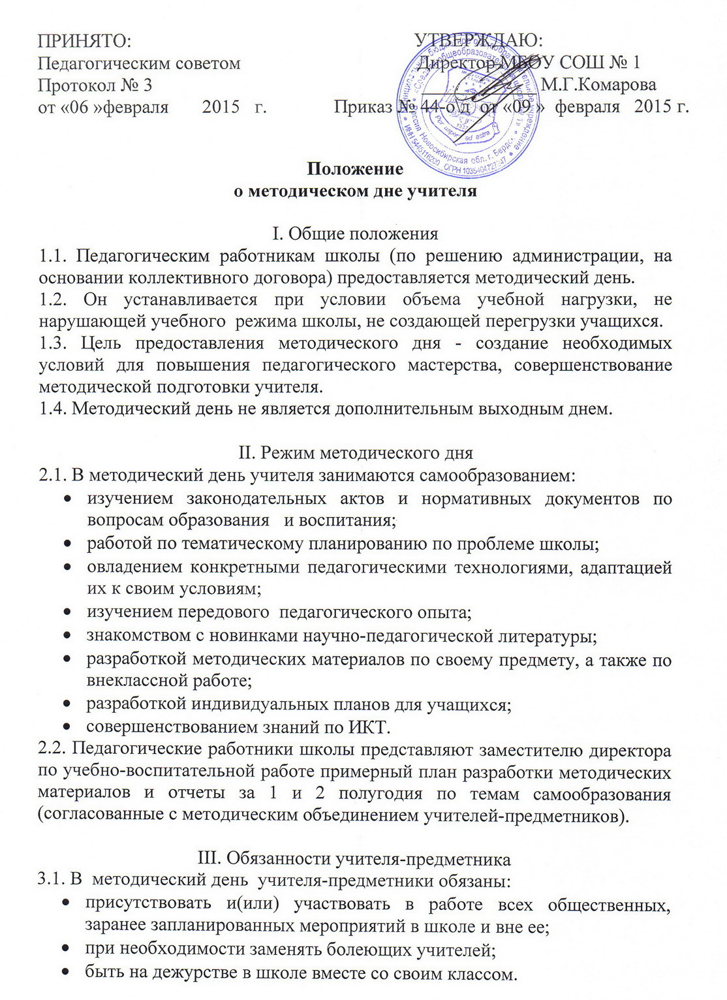 ПРИНЯТО: УТВЕРЖДАЮ:
Педагогическим советом Директор МБОУ СОШ № 1
Протокол № 3 М.Г.Комарова
от «06 »февраля 2015 г. Приказ № 44-о\д от «09 » февраля 2015 г.
Per aspera ad astra
Россия Новосибирская обл. г. Бердск
ИНН 5445116200 ОГРН
Положение
о методическом дне учителя
I. Общие положения
1.1. Педагогическим работникам школы (по решению администрации, на
основании коллективного договора) предоставляется методический день.
1.2. Он устанавливается при условии объема учебной нагрузки, не
нарушающей учебного режима школы, не создающей перегрузки учащихся.
1.3. Цель предоставления методического дня - создание необходимых
условий для повышения педагогического мастерства, совершенствование
методической подготовки учителя.
1.4. Методический день не является дополнительным выходным днем.
II. Режим методического дня
2.1. В методический день учителя занимаются самообразованием:
• изучением законодательных актов и нормативных документов по
вопросам образования и воспитания;
• работой по тематическому планированию по проблеме школы;
• овладением конкретными педагогическими технологиями, адаптацией
их к своим условиям;
• изучением передового педагогического опыта;
• знакомством с новинками научно-педагогической литературы;
• разработкой методических материалов по своему предмету, а также по
внеклассной работе;
• разработкой индивидуальных планов для учащихся;
• совершенствованием знаний по ИКТ.
2.2. Педагогические работники школы представляют заместителю директора
по учебно-воспитательной работе примерный план разработки методических
материалов и отчеты за 1 и 2 полугодия по темам самообразования
(согласованные с методическим объединением учителей-предметников).
III. Обязанности учителя-предметника
3.1. В методический день учителя-предметники обязаны:
• присутствовать и(или) участвовать в работе всех общественных,
заранее запланированных мероприятий в школе и вне ее;
• при необходимости заменять болеющих учителей;
• быть на дежурстве в школе вместе со своим классом.